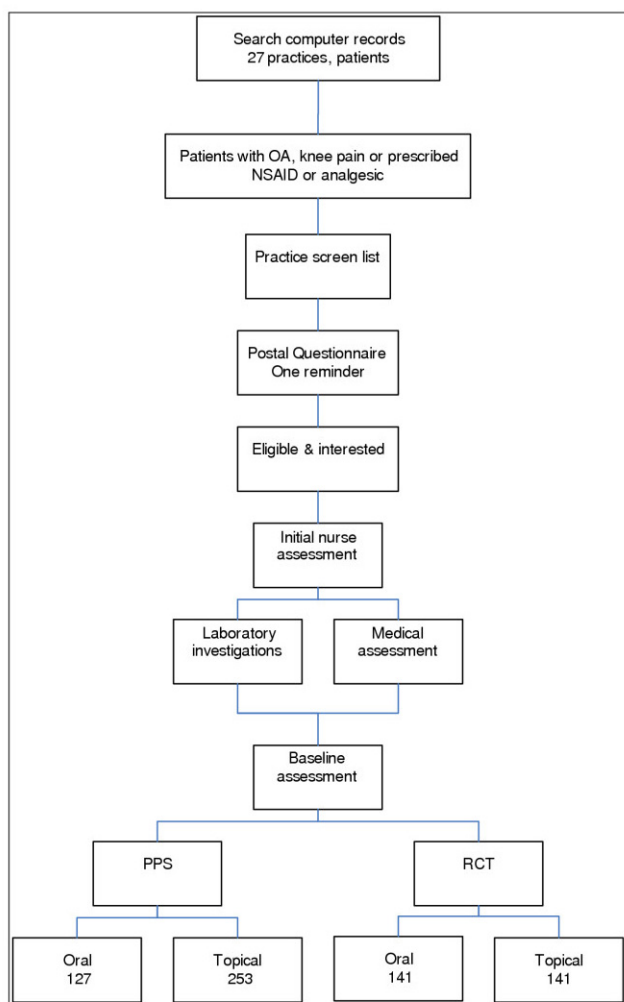 Search computer records
27 practices, patients
Patients with OA, knee pain or prescribed
NSAID or analgesic
Practice screen list
Postal Questionnaire
One reminder
Eligible & interested
Initial nurse
assessment
Laboratory
investigations
Medical
assessment
Baseline
assessment
PPS
RCT
Oral
127
Topical
253
Oral
141
Topical
141